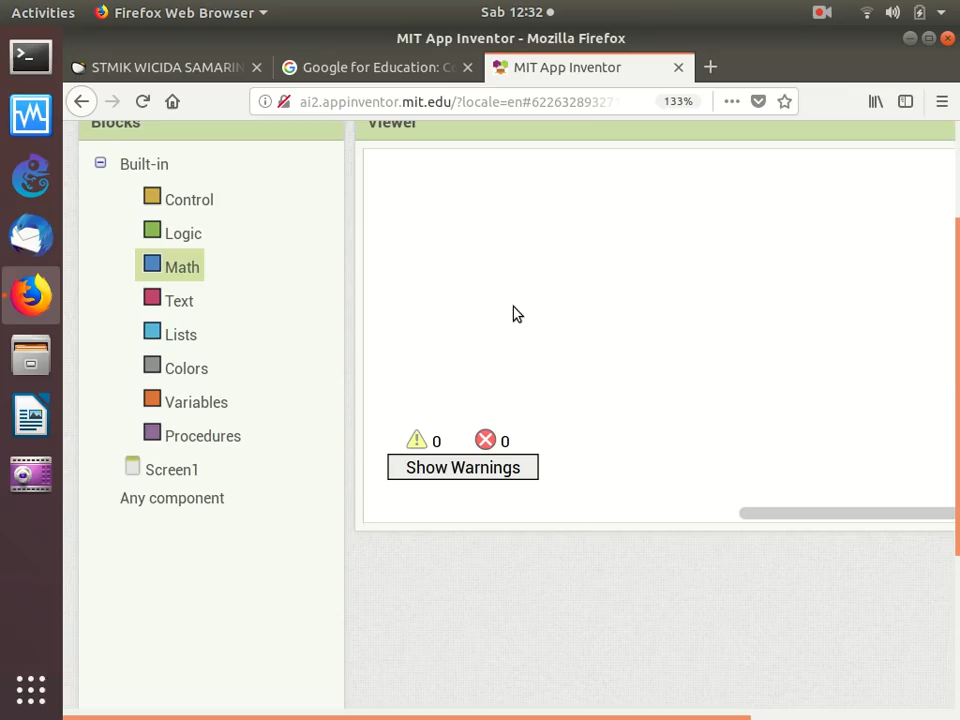 Activities
Firefox Web Browser
Sab 12:32
MIT App Inventor - Mozilla Firefox
STMIK WICIDA SAMARIN
Google for Education: Co
MIT App Inventor
ai2.appinventor.mit.edu/?locale=en#6226328932
133%
Blocks
Viewer
Built-in
Control
Logic
Math
Text
Lists
Colors
Variables
Procedures
Screen1
Any component
0
0
Show Warnings